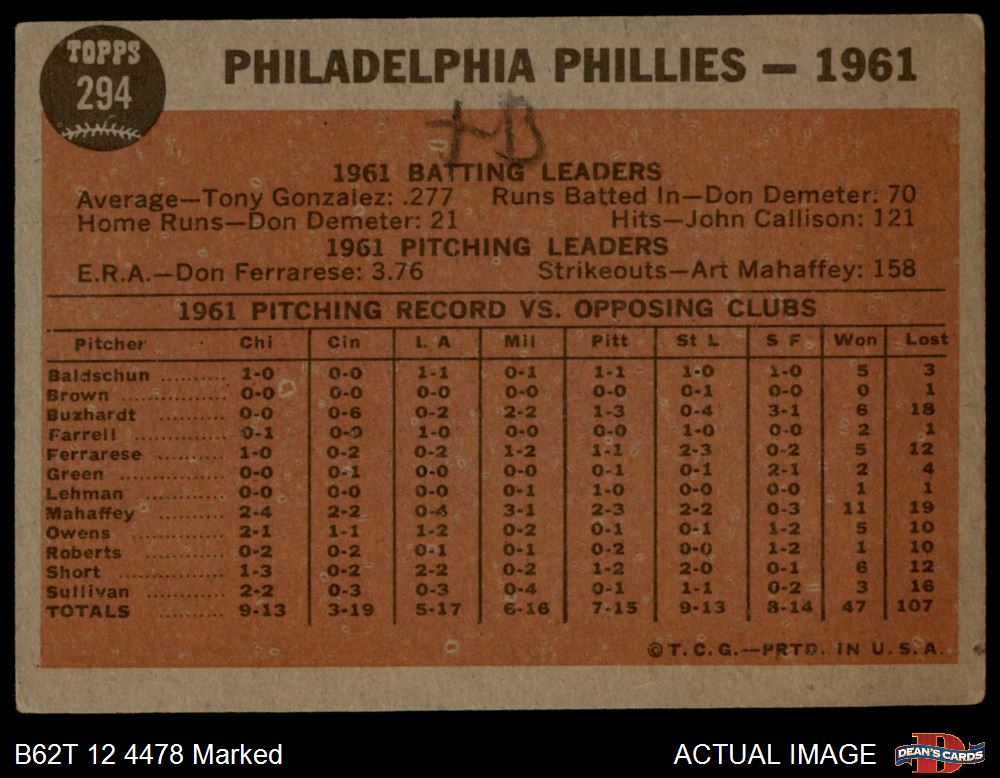 TOPPS
294
PHILADELPHIA PHILLIES — 1961
HB
1961 BATTING LEADERS
Average—Tony Gonzalez: .277 Runs Batted In—Don Demeter: 70
Home Runs—Don Demeter: 21 Hits—John Callison: 121
1961 PITCHING LEADERS
E.R.A.—Don Ferrarese: 3.76 Strikeouts—Art Mahaffey: 158
1961 PITCHING RECORD VS. OPPOSING CLUBS
Pitcher Chi Cin L A Mil Pitt St L S F Won Lost
Baldschun .......... 1-0 0-0 1-1 0-1 1-1 1-0 1-0 5 3
Brown ................ 0-0 0-0 0-0 0-0 0-0 0-1 0-0 0 1
Buzhardt ............ 0-0 0-6 0-2 2-2 1-3 0-4 3-1 6 18
Farrell ............... 0-1 0-0 1-0 0-0 0-0 1-0 0-0 2 1
Ferrarese .......... 1-0 0-2 0-2 1-2 1-1 2-3 0-2 5 12
Green ................ 0-0 0-1 0-0 0-0 0-1 0-1 2-1 2 4
Lehman ............. 0-0 0-0 0-0 0-1 1-0 0-0 0-0 1 1
Mahaffey ........... 2-4 2-2 0-4 3-1 2-3 2-2 0-3 11 19
Owens ............... 2-1 1-1 1-2 0-2 0-1 0-1 1-2 5 10
Roberts ............. 0-2 0-2 0-1 0-1 0-2 0-0 1-2 1 10
Short ................ 1-3 0-2 2-2 0-2 1-2 2-0 0-1 6 12
Sullivan ............ 2-2 0-3 0-3 0-4 0-1 1-1 0-2 3 16
TOTALS 9-13 3-19 5-17 6-16 7-15 9-13 8-14 47 107
©T.C.G.—PRTD. IN U.S.A.
B62T 12 4478 Marked ACTUAL IMAGE
DEAN'S CARDS